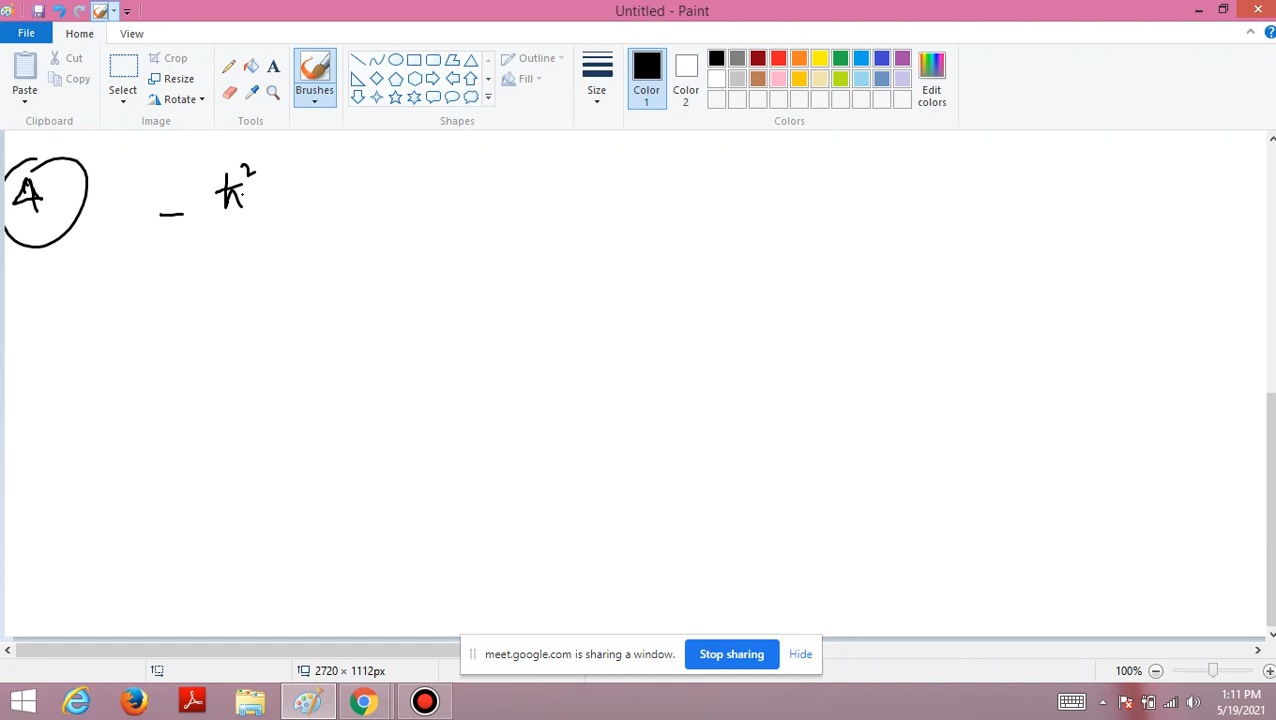 Untitled - Paint
File Home View
Paste Cut Copy Clipboard
Select Crop Resize Rotate Image
Tools
Brushes
Outline Fill Shapes
Size
Color 1
Color 2
Edit colors
Colors
4 - ħ²
meet.google.com is sharing a window. Stop sharing Hide
2720 × 1112px 100%
1:11 PM
5/19/2021